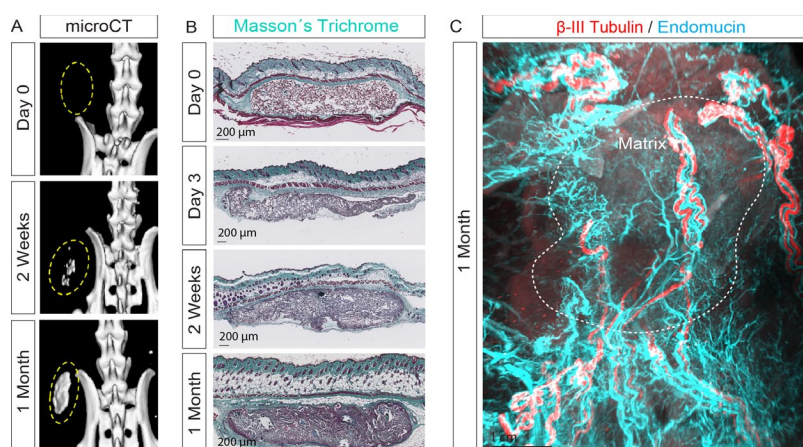 A
microCT
Day 0
2 Weeks
1 Month
B
Masson´s Trichrome
Day 0
200 µm
Day 3
200 µm
2 Weeks
200 µm
1 Month
200 µm
C
β-III Tubulin / Endomucin
1 Month
Matrix
1 cm